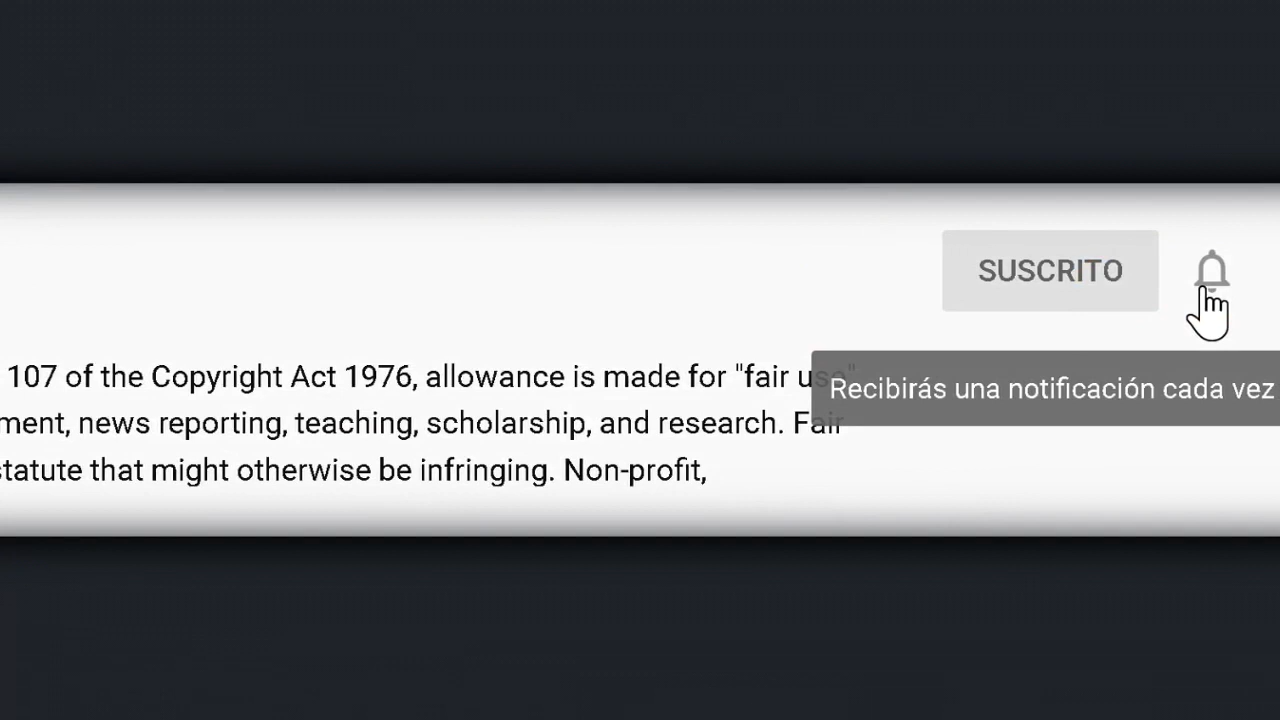 SUSCRITO
107 of the Copyright Act 1976, allowance is made for "fair use"
Recibirás una notificación cada vez
ment, news reporting, teaching, scholarship, and research. Fair
statute that might otherwise be infringing. Non-profit,